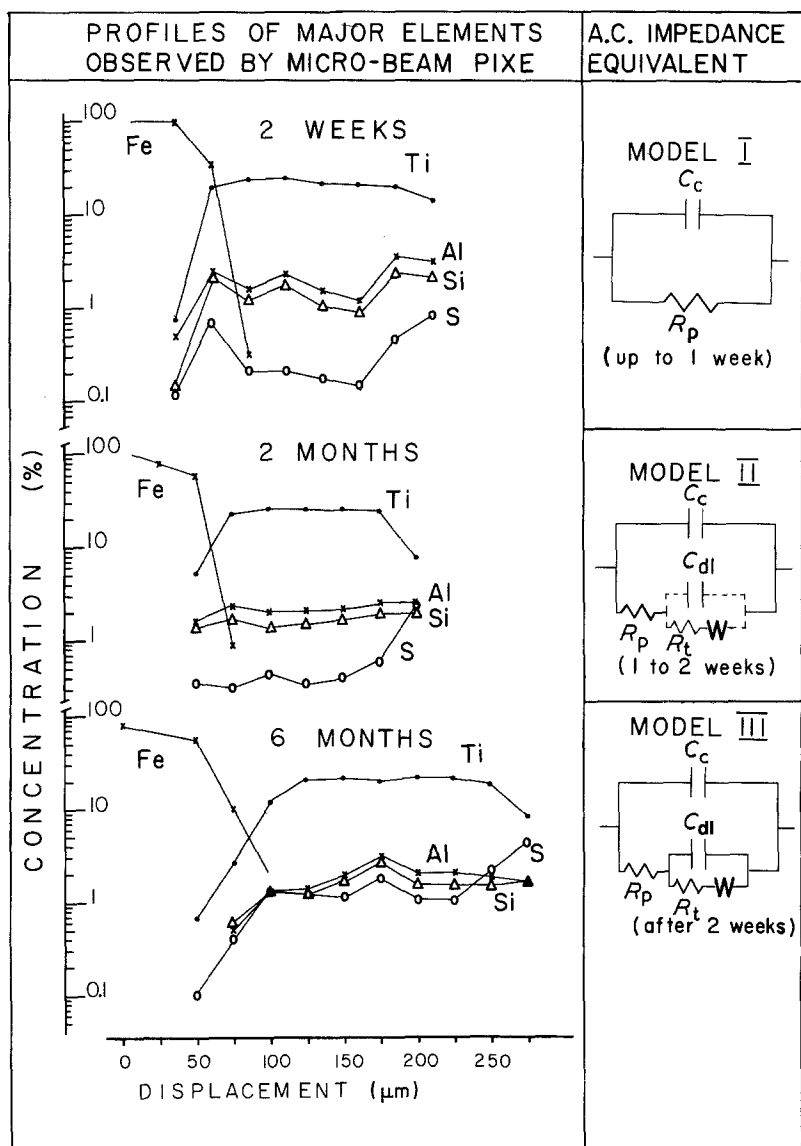 PROFILES OF MAJOR ELEMENTS
OBSERVED BY MICRO-BEAM PIXE
A.C. IMPEDANCE
EQUIVALENT
CONCENTRATION (%)
100
10
1
0.1
2 WEEKS
Fe
Ti
Al
Si
S
MODEL I
Cc
Rp
(up to 1 week)
100
10
1
2 MONTHS
Fe
Ti
Al
Si
S
MODEL II
Cc
Cdl
Rp
Rt
W
(1 to 2 weeks)
100
10
1
0.1
6 MONTHS
Fe
Ti
Al
S
Si
MODEL III
Cc
Cdl
Rp
Rt
W
(after 2 weeks)
0 50 100 150 200 250
DISPLACEMENT (μm)